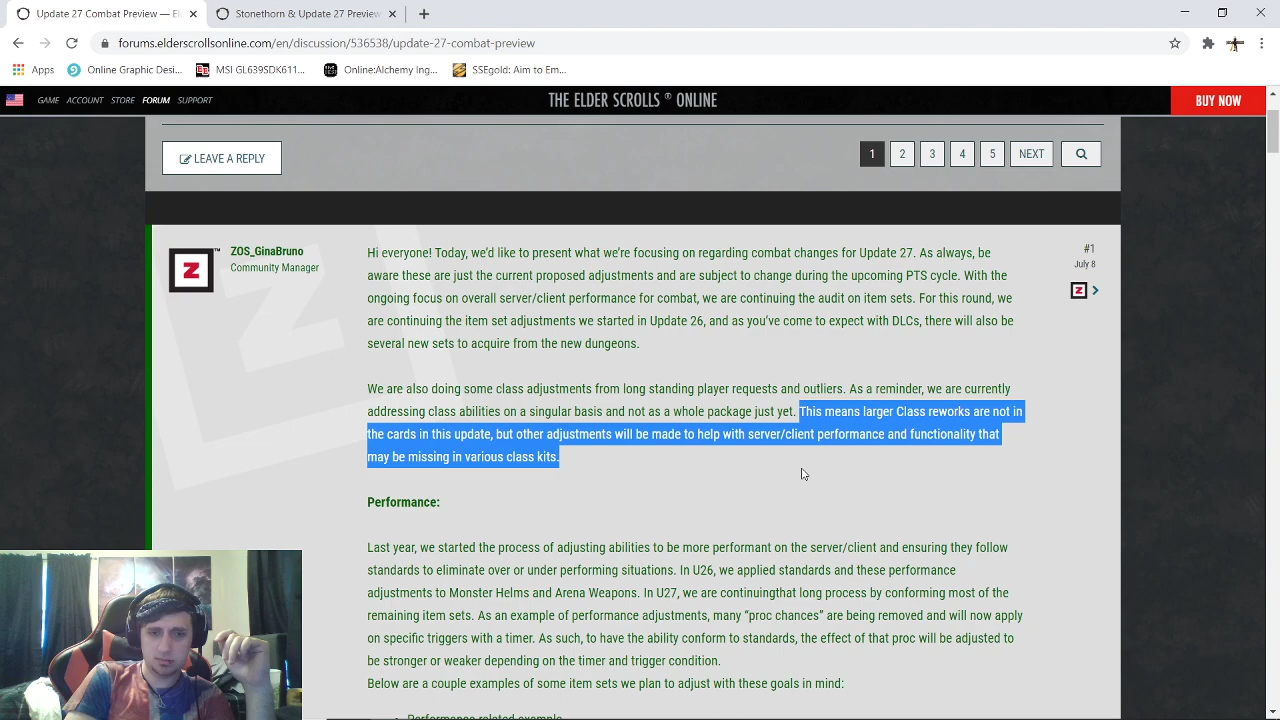 Update 27 Combat Preview — E
Stonethorn & Update 27 Preview
forums.elderscrollsonline.com/en/discussion/536538/update-27-combat-preview
Apps
Online Graphic Desi...
MSI GL639SDK611...
Online:Alchemy Ing...
SSEgold: Aim to Em...
GAME ACCOUNT STORE FORUM SUPPORT
THE ELDER SCROLLS ® ONLINE
BUY NOW
LEAVE A REPLY
1 2 3 4 5 NEXT
ZOS_GinaBruno
Community Manager
#1
July 8
Hi everyone! Today, we’d like to present what we’re focusing on regarding combat changes for Update 27. As always, be
aware these are just the current proposed adjustments and are subject to change during the upcoming PTS cycle. With the
ongoing focus on overall server/client performance for combat, we are continuing the audit on item sets. For this round, we
are continuing the item set adjustments we started in Update 26, and as you’ve come to expect with DLCs, there will also be
several new sets to acquire from the new dungeons.
We are also doing some class adjustments from long standing player requests and outliers. As a reminder, we are currently
addressing class abilities on a singular basis and not as a whole package just yet. This means larger Class reworks are not in
the cards in this update, but other adjustments will be made to help with server/client performance and functionality that
may be missing in various class kits.
Performance:
Last year, we started the process of adjusting abilities to be more performant on the server/client and ensuring they follow
standards to eliminate over or under performing situations. In U26, we applied standards and these performance
adjustments to Monster Helms and Arena Weapons. In U27, we are continuingthat long process by conforming most of the
remaining item sets. As an example of performance adjustments, many “proc chances” are being removed and will now apply
on specific triggers with a timer. As such, to have the ability conform to standards, the effect of that proc will be adjusted to
be stronger or weaker depending on the timer and trigger condition.
Below are a couple examples of some item sets we plan to adjust with these goals in mind:
Performance related example